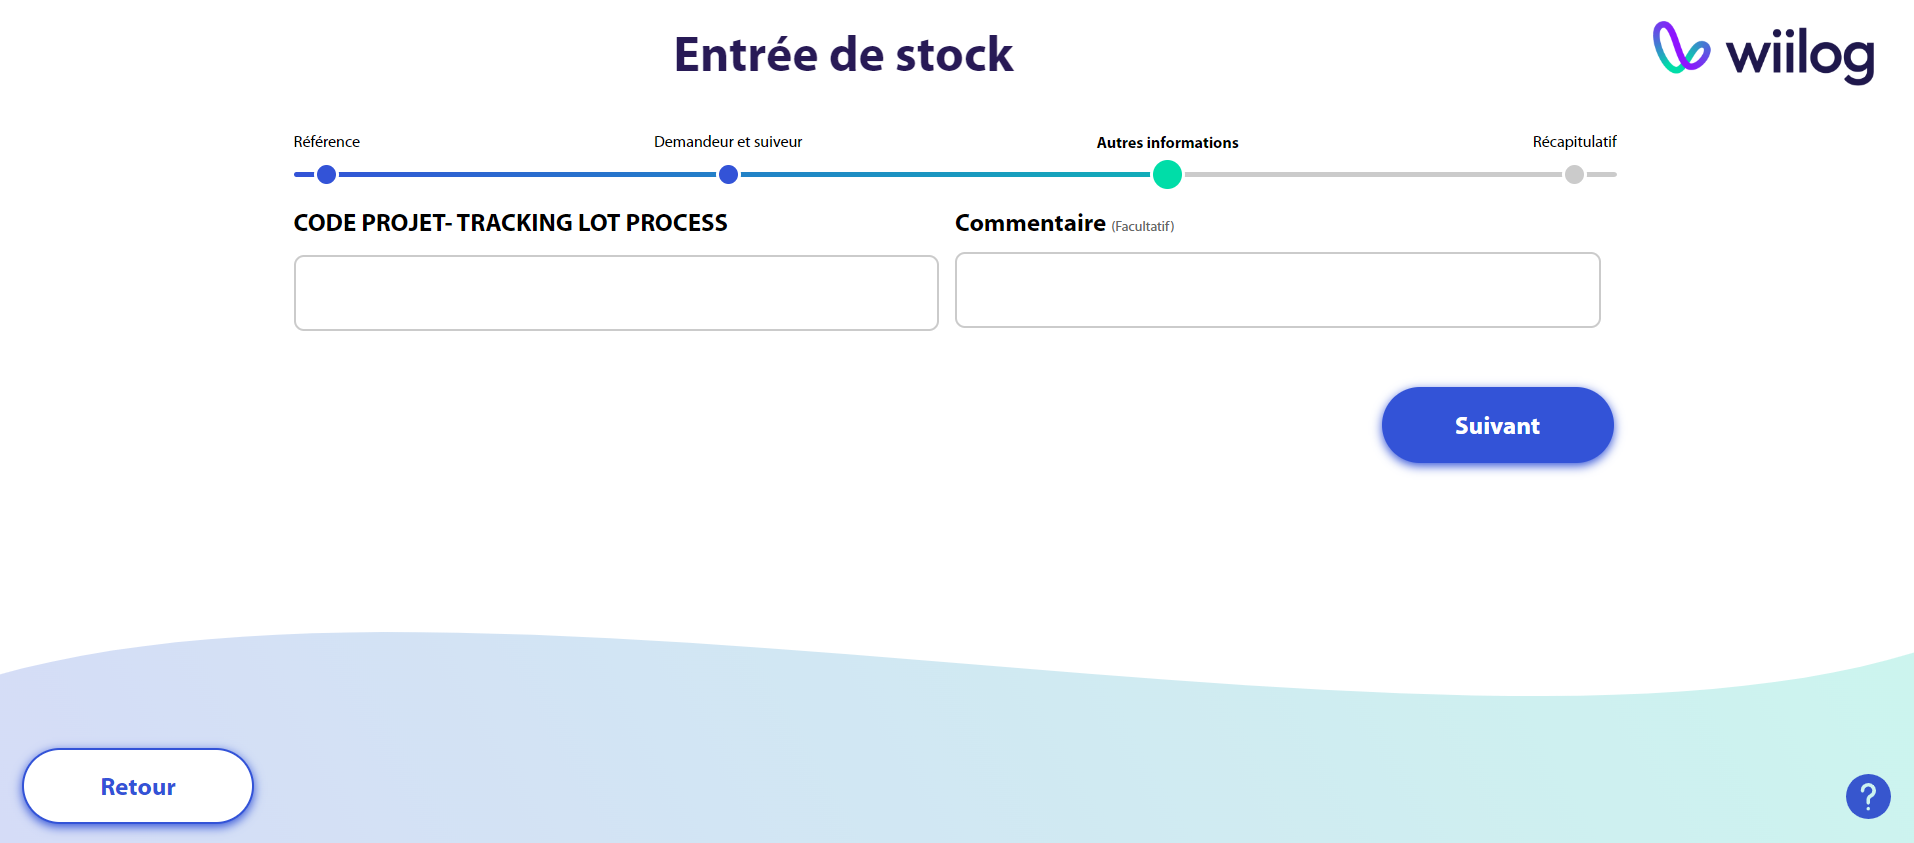 Entrée de stock
wiilog
Référence
Demandeur et suiveur
Autres informations
Récapitulatif
CODE PROJET- TRACKING LOT PROCESS
Commentaire (Facultatif)
Suivant
Retour
?